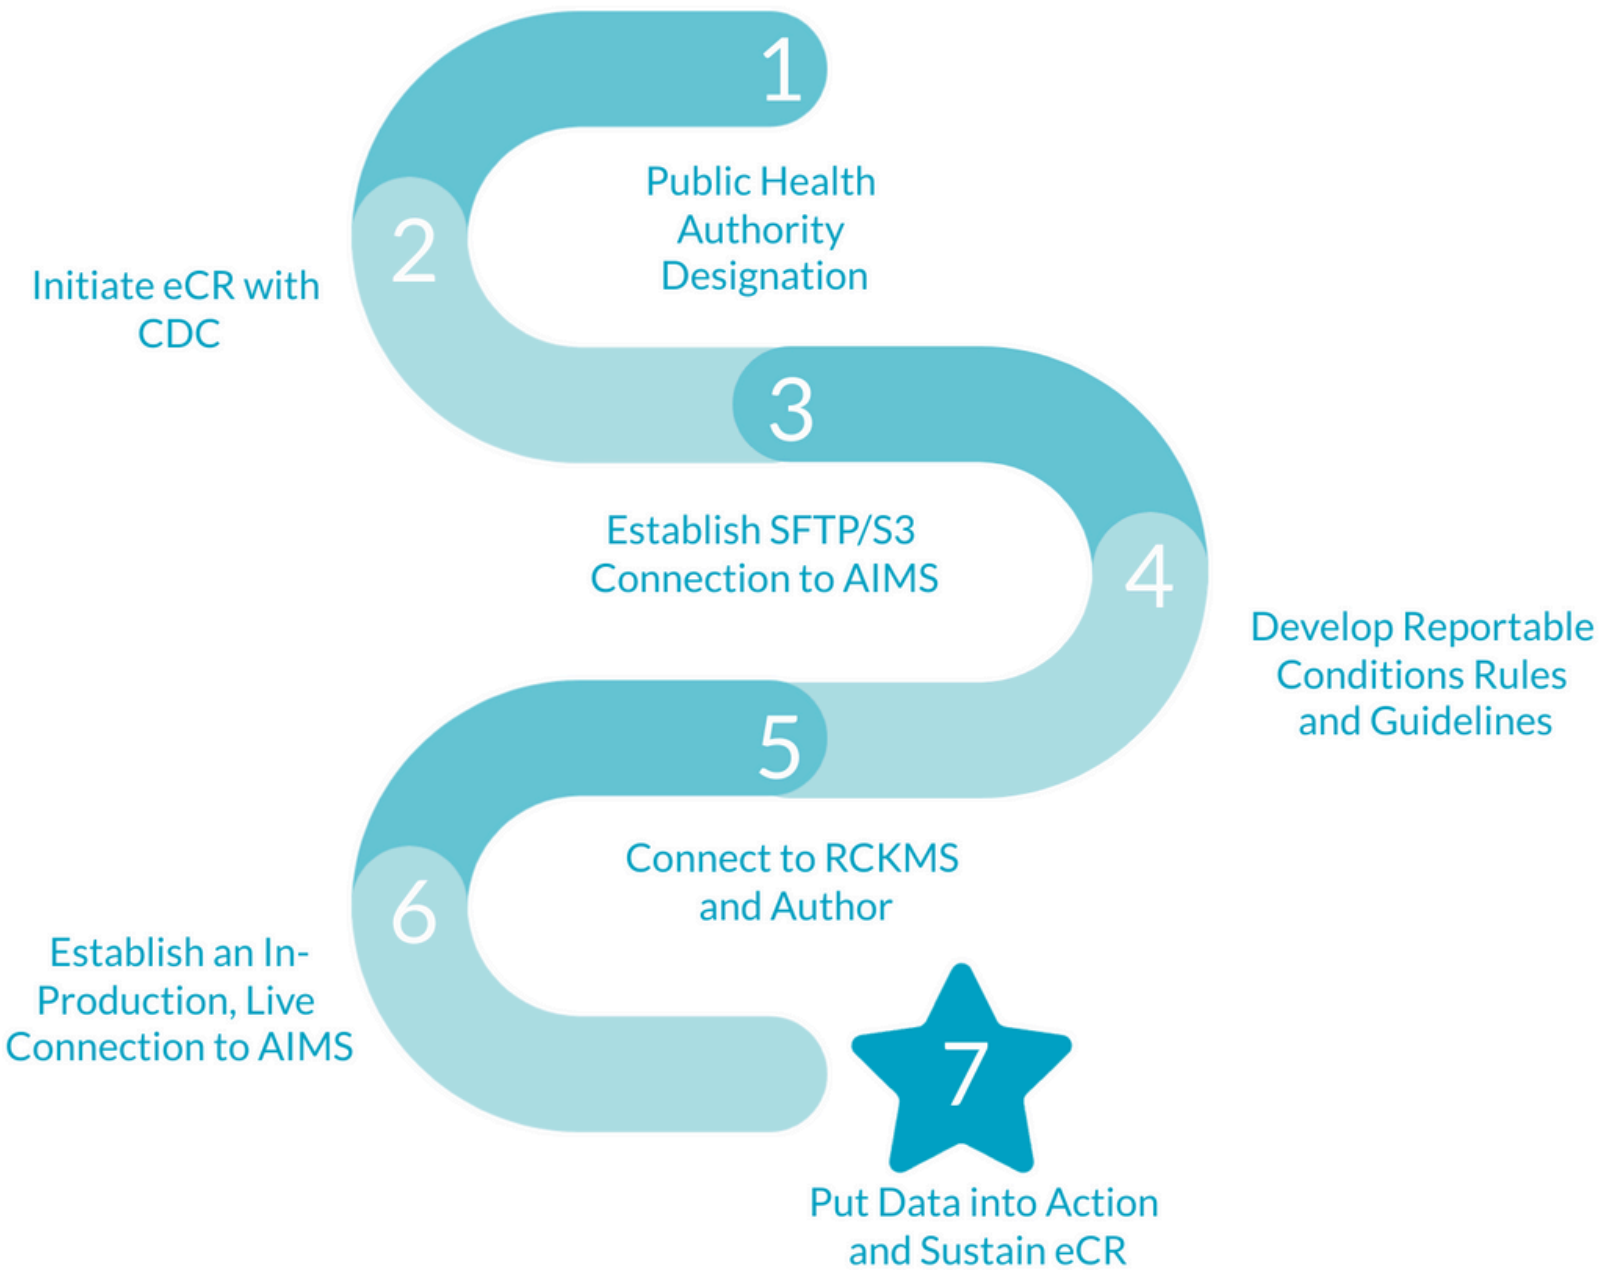 1
Public Health
Authority
Designation
2
Initiate eCR with
CDC
3
Establish SFTP/S3
Connection to AIMS
4
Develop Reportable
Conditions Rules
and Guidelines
5
Connect to RCKMS
and Author
6
Establish an In-
Production, Live
Connection to AIMS
7
Put Data into Action
and Sustain eCR